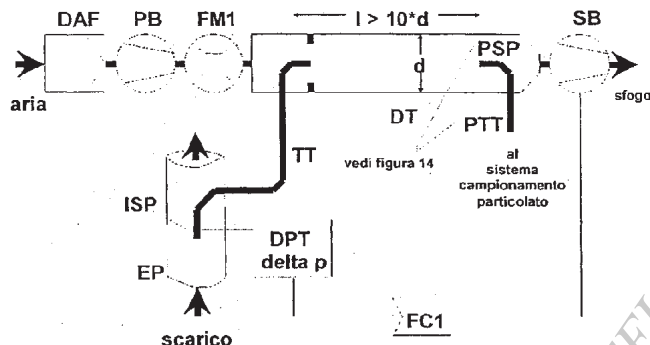 l > 10*d
DAF PB FM1 SB
d
PSP
aria
sfogo
DT
PTT
TT
vedi figura 14
al
sistema
campionamento
particolato
ISP
DPT
delta p
EP
FC1
scarico